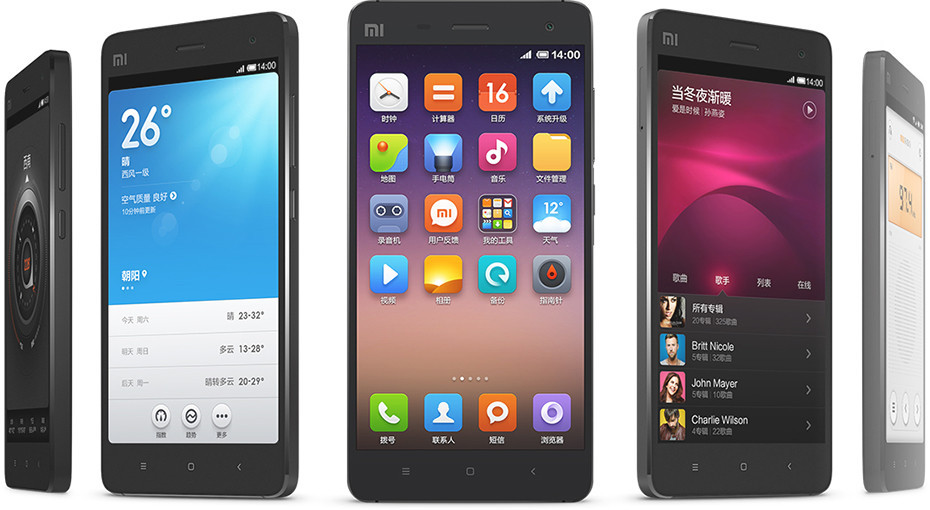 西南
mi
14:00
26°
晴
西风一级
空气质量 良好
10分钟前更新
朝阳
今天 周六 晴 23-32°
明天 周日 多云 13-28°
后天 周一 晴转多云 20-29°
指数 趋势 更多
mi
14:00
16
时钟 计算器 日历 系统升级
地图 手电筒 音乐 文件管理
mi
12°
录音机 用户反馈 我的工具 天气
视频 相册 备份 指南针
拨号 联系人 短信 浏览器
mi
14:00
当冬夜渐暖
爱是时候 | 孙燕姿
歌曲 歌手 列表 在线
所有专辑
20专辑 | 325歌曲
Britt Nicole
5专辑 | 32歌曲
John Mayer
5专辑 | 10歌曲
Charlie Wilson
4专辑 | 22歌曲